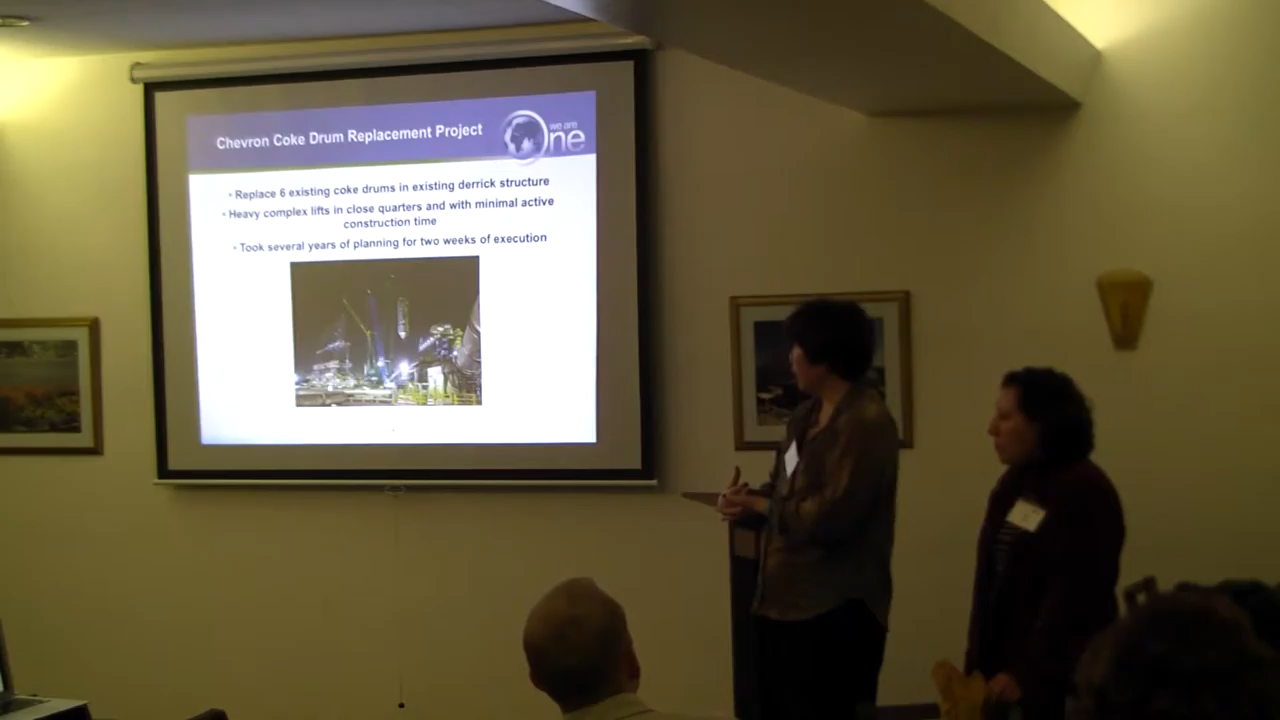 Chevron Coke Drum Replacement Project
we are
One
• Replace 6 existing coke drums in existing derrick structure
• Heavy complex lifts in close quarters and with minimal active
construction time
• Took several years of planning for two weeks of execution